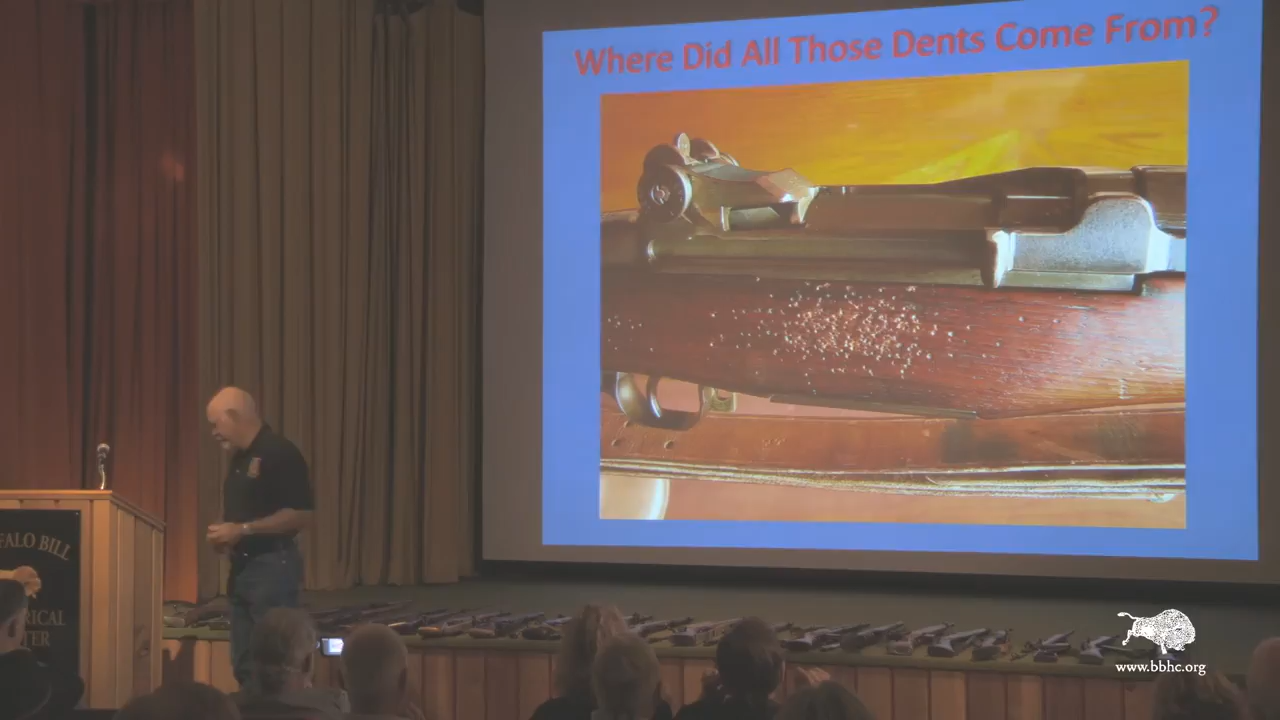 Where Did All Those Dents Come From?
FALO BILL
RICAL
TER
www.bbhc.org